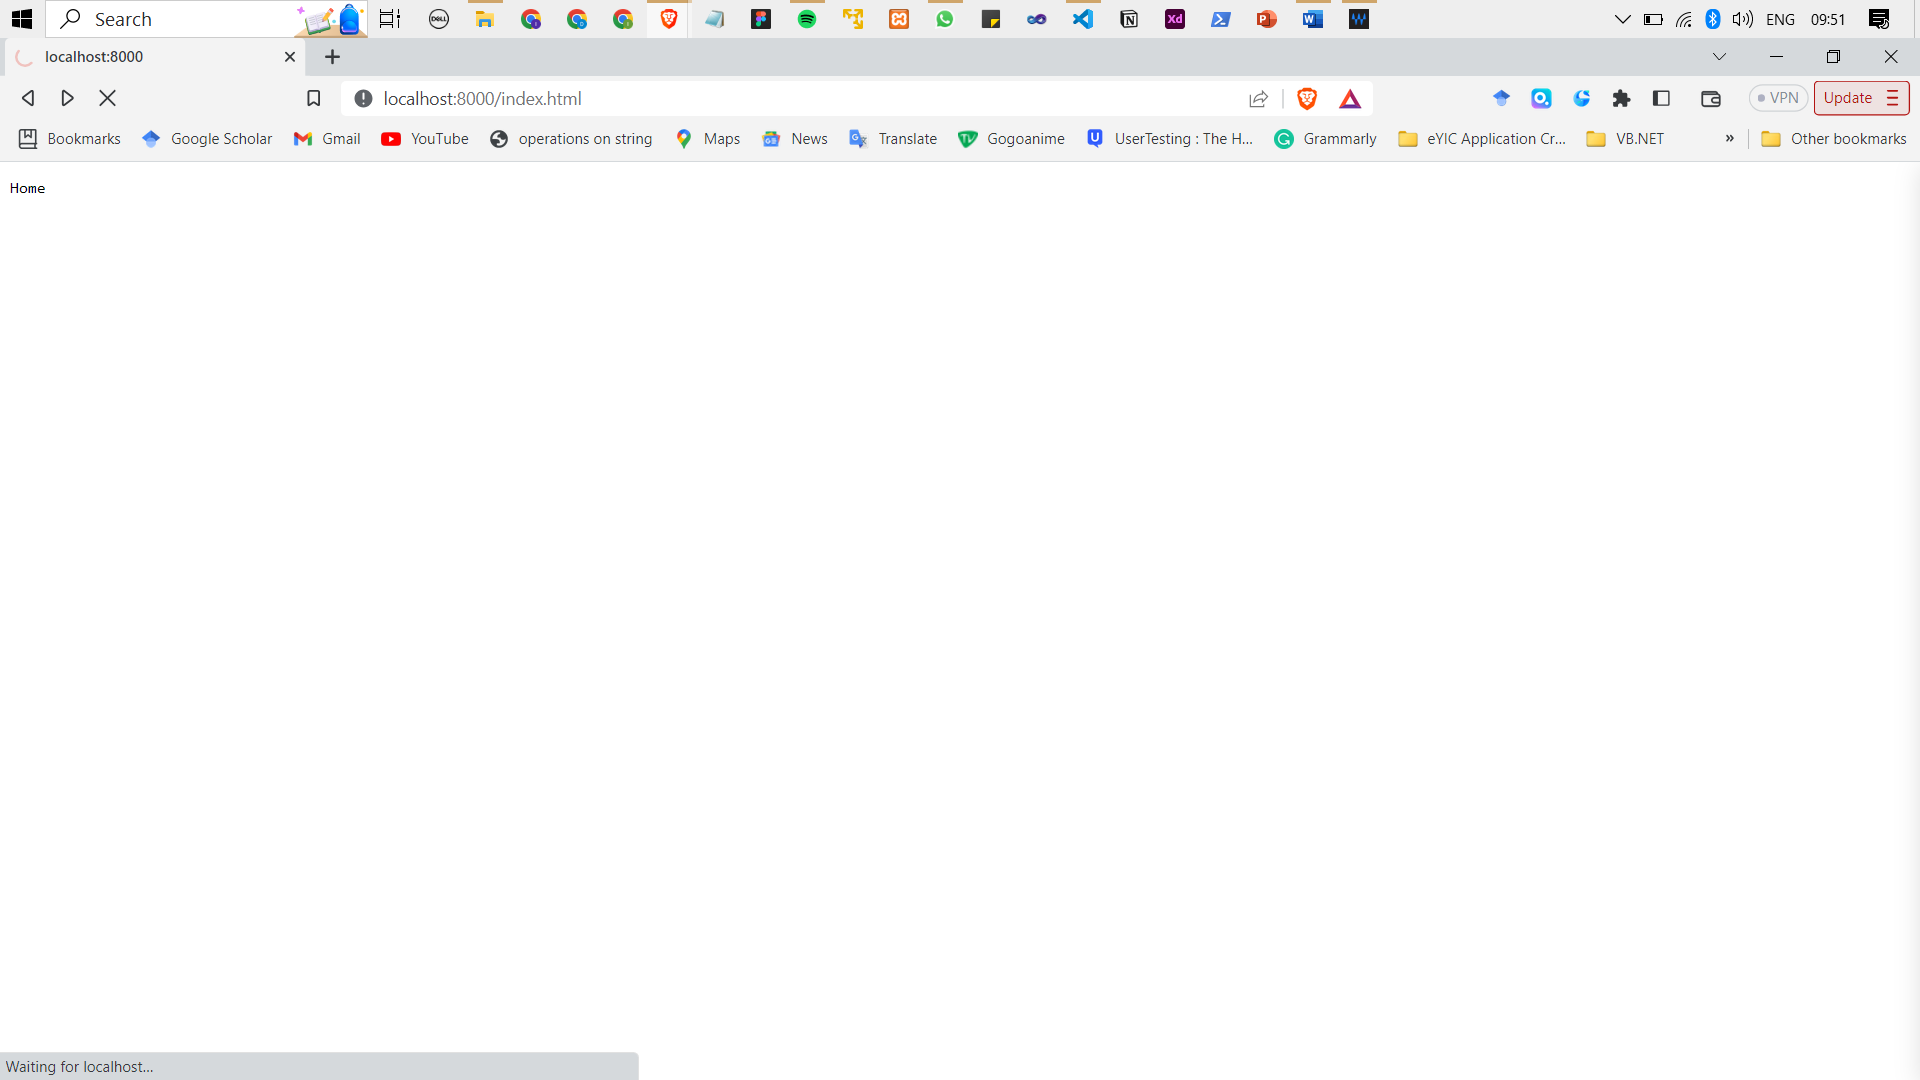 Search DELL Xd ENG 09:51
localhost:8000
localhost:8000/index.html VPN Update
Bookmarks Google Scholar Gmail YouTube operations on string Maps News Translate Gogoanime UserTesting : The H... Grammarly eYIC Application Cr... VB.NET » Other bookmarks
Home
Waiting for localhost...